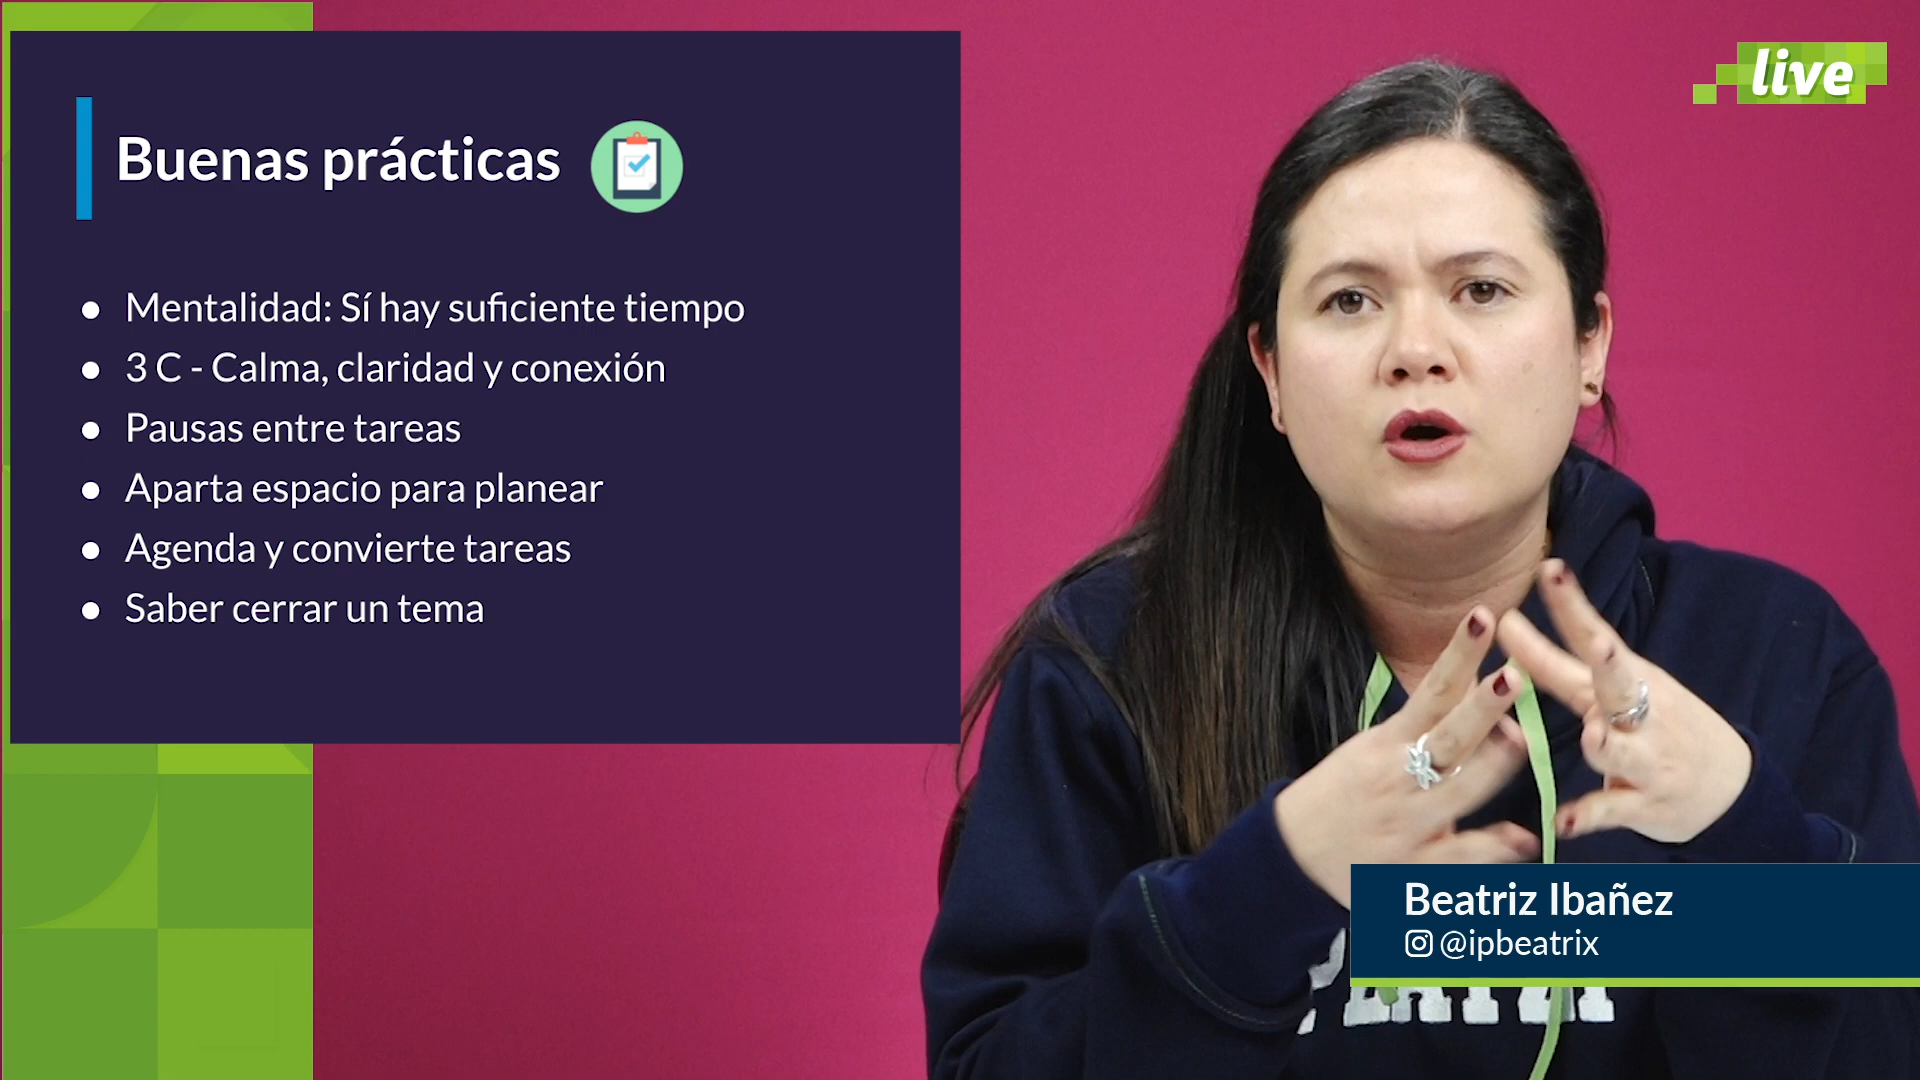 Buenas prácticas
● Mentalidad: Sí hay suficiente tiempo
● 3 C - Calma, claridad y conexión
● Pausas entre tareas
● Aparta espacio para planear
● Agenda y convierte tareas
● Saber cerrar un tema
live
Beatriz Ibañez
@ipbeatrix